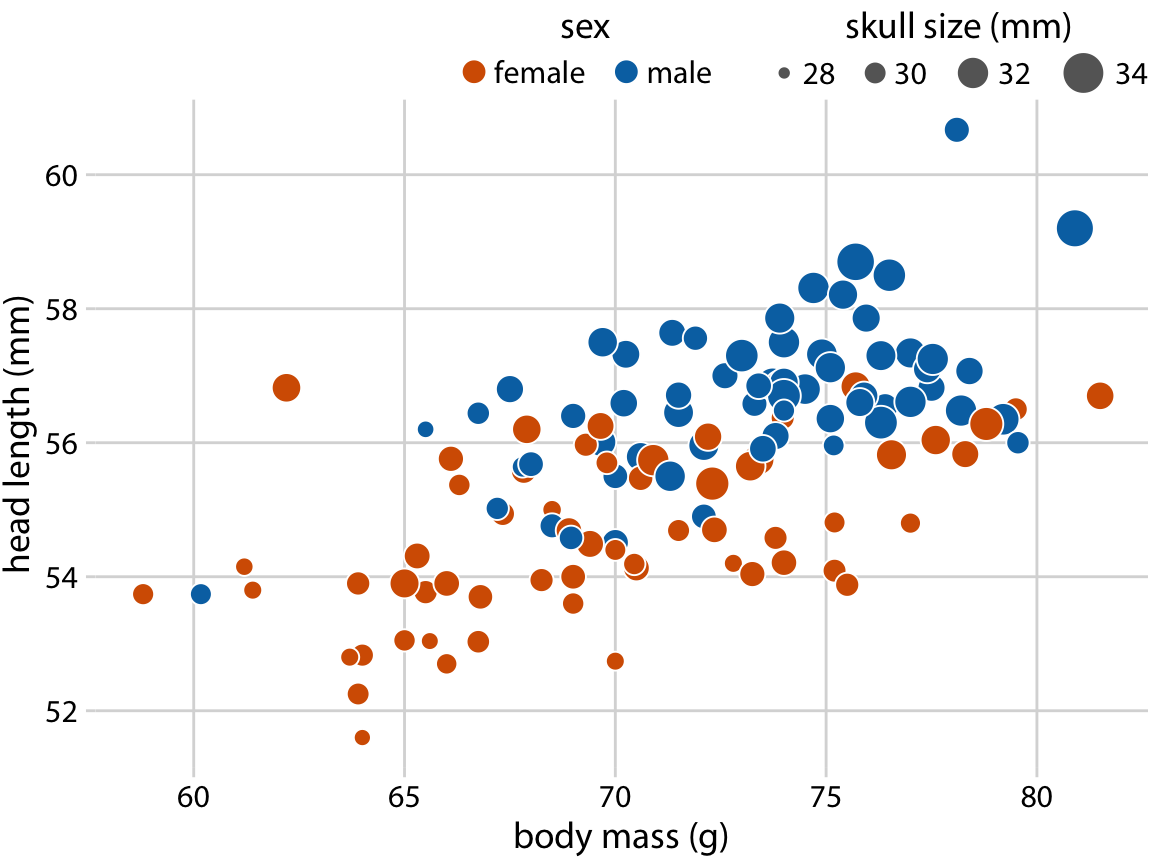 sex skull size (mm)
female male 28 30 32 34
60
58
56
54
52
head length (mm)
60 65 70 75 80
body mass (g)